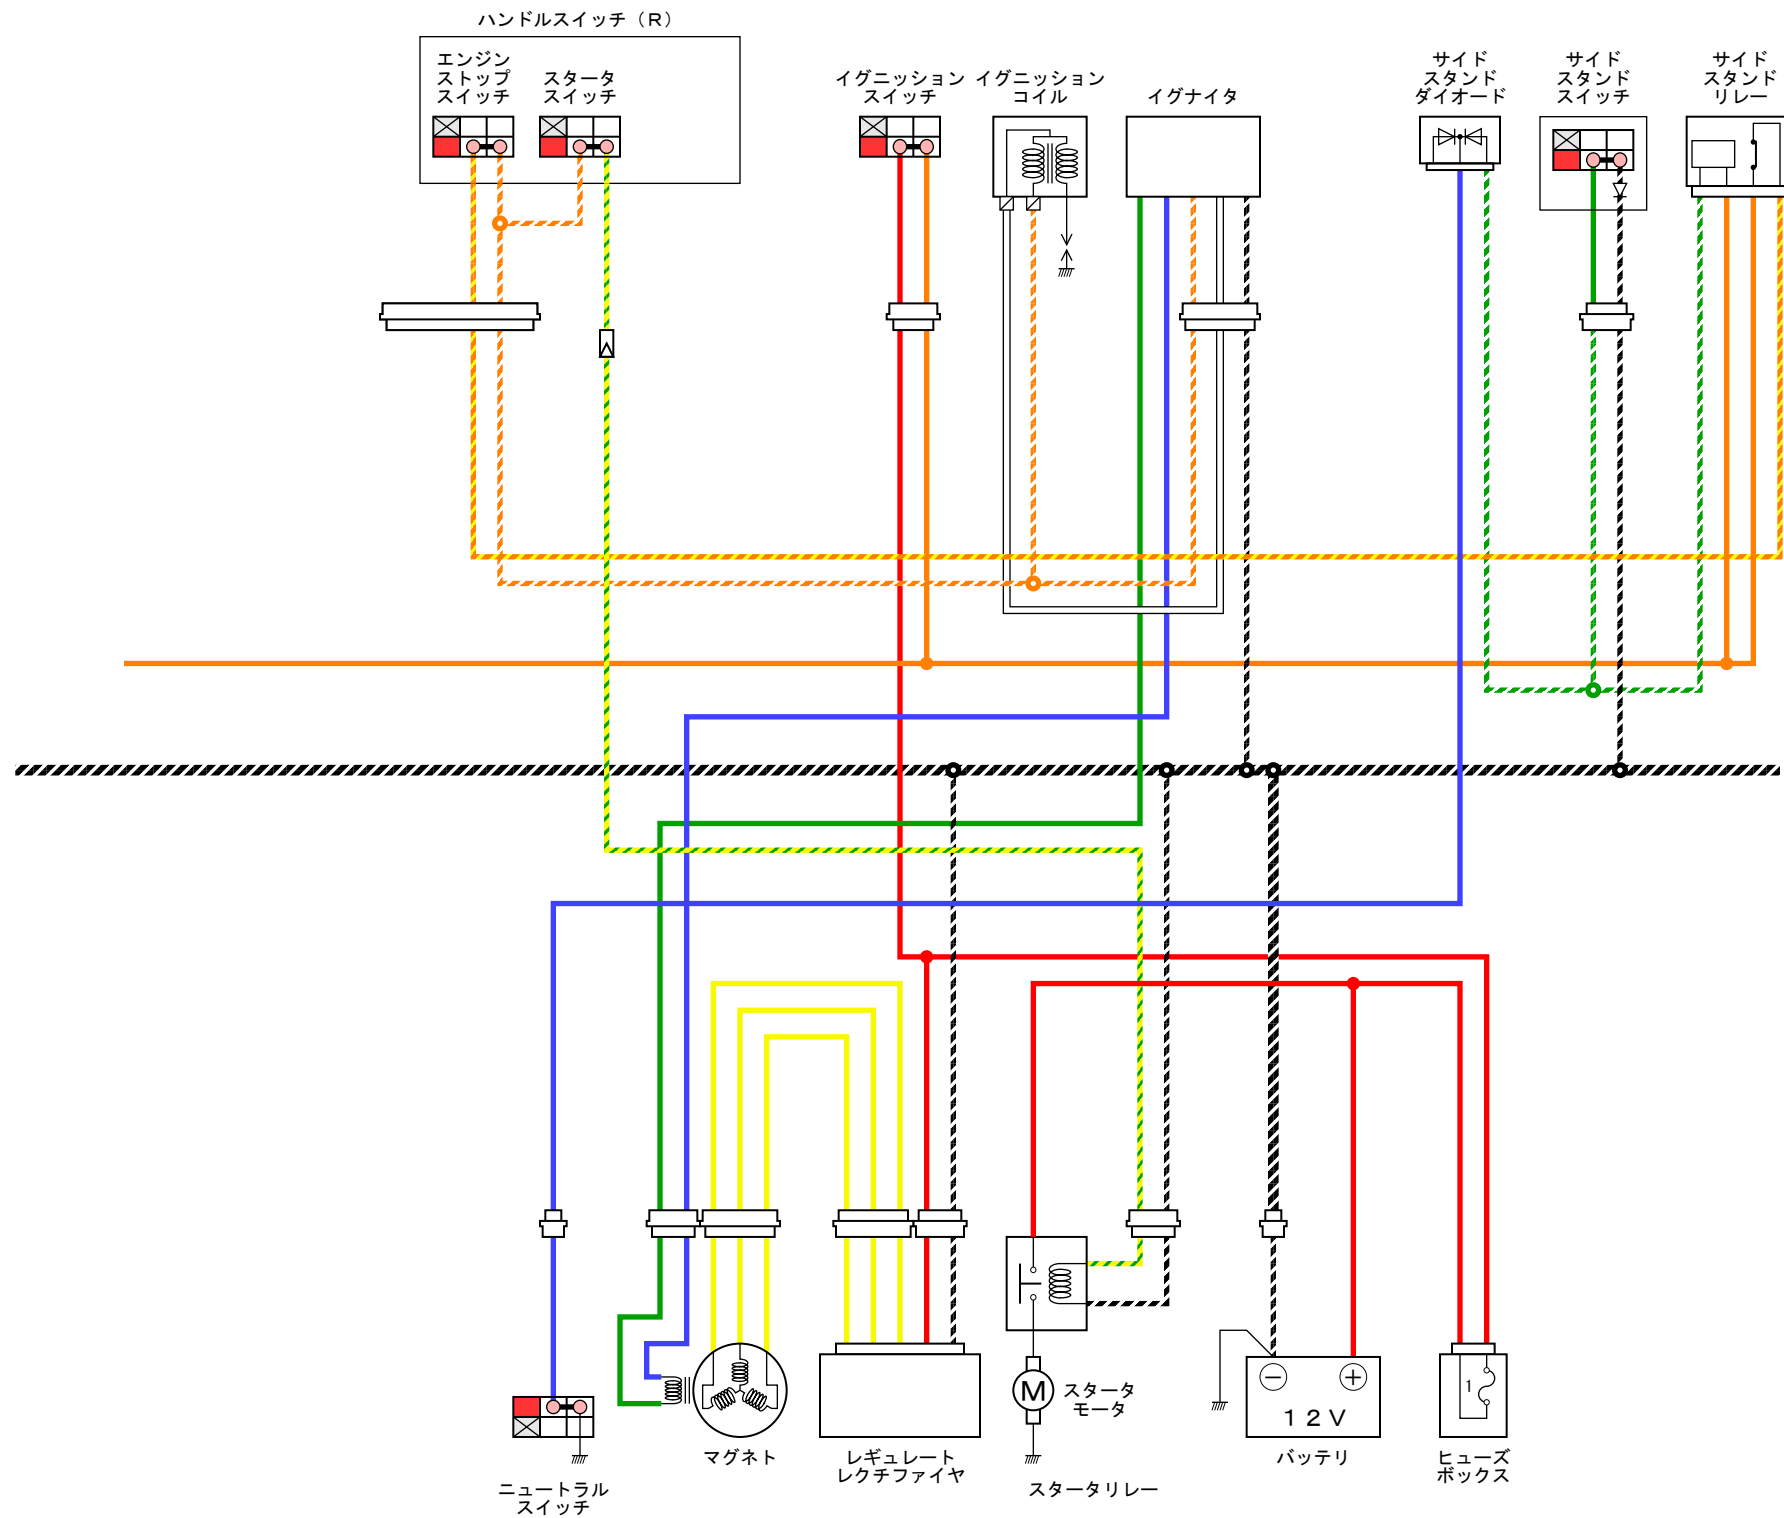 ハンドルスイッチ（R）
エンジン
ストップ
スイッチ
スタータ
スイッチ
イグニッション
スイッチ
イグニッション
コイル
イグナイタ
サイド
スタンド
ダイオード
サイド
スタンド
スイッチ
サイド
スタンド
リレー
ニュートラル
スイッチ
マグネト
レギュレート
レクチファイヤ
M
スタータ
モータ
スタータリレー
12V
バッテリ
1
ヒューズ
ボックス